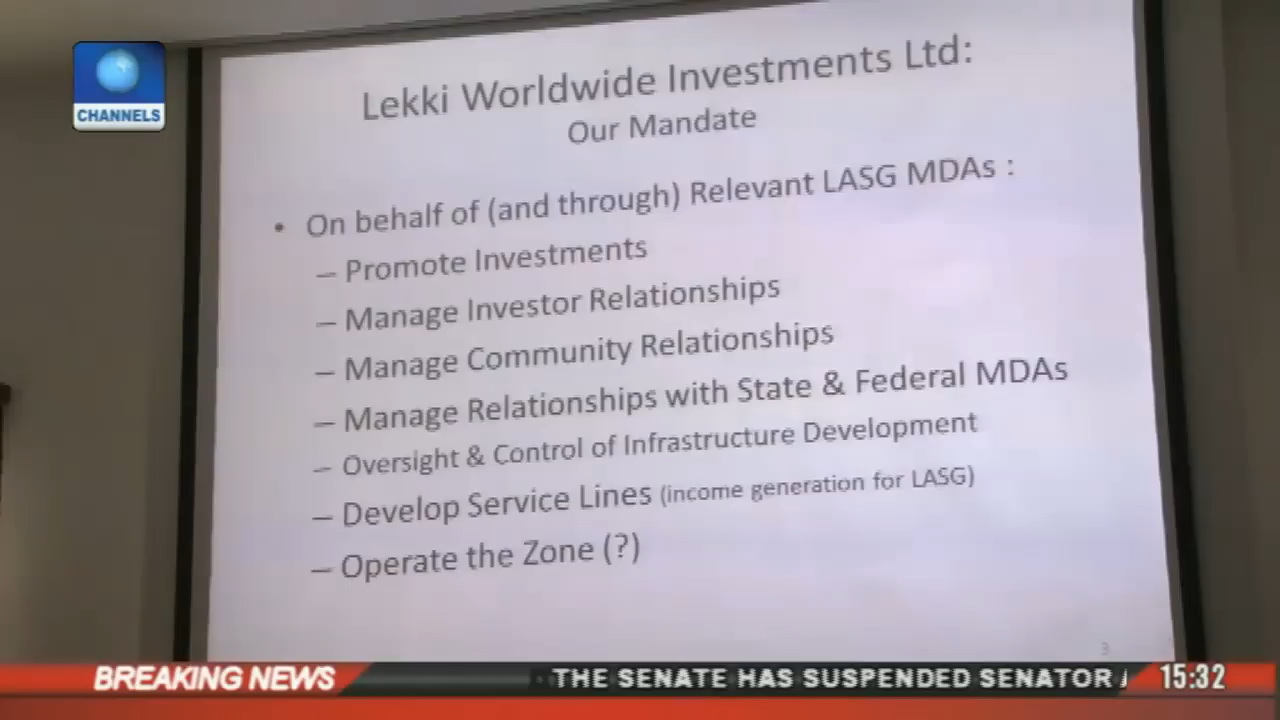 CHANNELS
Lekki Worldwide Investments Ltd:
Our Mandate
• On behalf of (and through) Relevant LASG MDAs :
– Promote Investments
– Manage Investor Relationships
– Manage Community Relationships
– Manage Relationships with State & Federal MDAs
– Oversight & Control of Infrastructure Development
– Develop Service Lines (income generation for LASG)
– Operate the Zone (?)
3
BREAKING NEWS
THE SENATE HAS SUSPENDED SENATOR
15:32